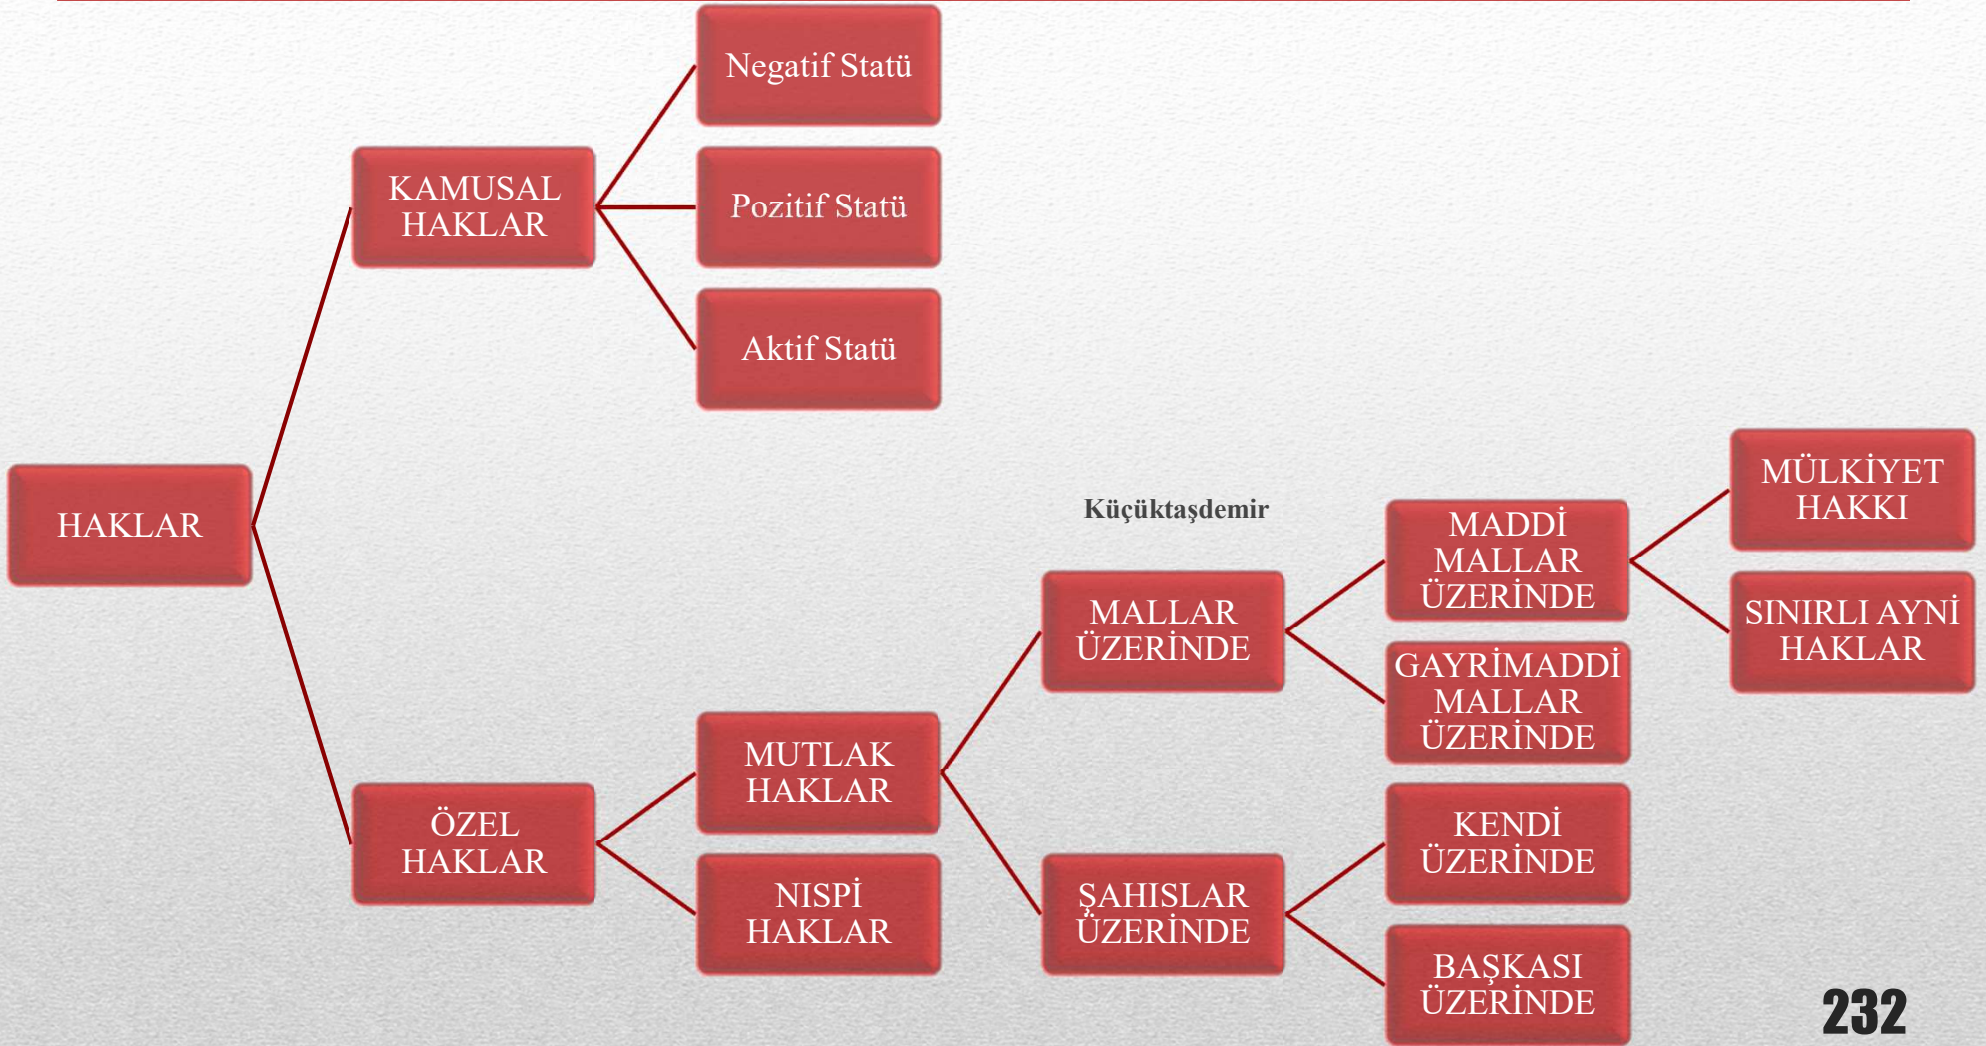 Negatif Statü
KAMUSAL
HAKLAR
Pozitif Statü
Aktif Statü
HAKLAR
Küçüktaşdemir
MÜLKİYET
HAKKI
MADDİ
MALLAR
ÜZERİNDE
MALLAR
ÜZERİNDE
SINIRLI AYNİ
HAKLAR
GAYRİMADDİ
MALLAR
ÜZERİNDE
MUTLAK
HAKLAR
ÖZEL
HAKLAR
KENDİ
ÜZERİNDE
NISPİ
HAKLAR
ŞAHISLAR
ÜZERİNDE
BAŞKASI
ÜZERİNDE
232